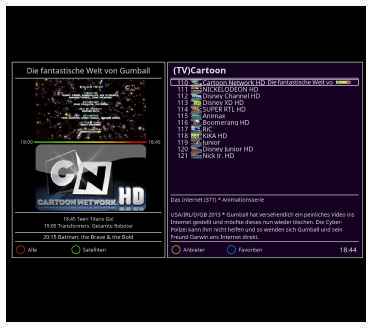 Die fantastische Welt von Gumball
18:00
18:45
CN
CARTOON NETWORK HD
18:45 Teen Titans Go!
19:05 Transformers: Galactic Robots
20:15 Batman, the Brave & the Bold
Alle
Satelliten
(TV)Cartoon
110 Cartoon Network HD Die fantastische Welt vo
111 NICKELODEON HD
112 Disney Channel HD
113 Disney XD HD
114 SUPER RTL HD
115 Animax
116 Boomerang HD
117 RiC
118 KiKA HD
119 Junior
120 Disney Junior HD
121 Nick Jr. HD
Das Internet (371) * Animationsserie
USA/IRL/D/GB 2013 * Gumball hat versehentlich ein peinliches Video ins
Internet gestellt und möchte dieses nun wieder löschen. Die Cyber-
Polizei kann ihm nicht helfen und so wenden sich Gumball und sein
Freund Darwin ans Internet direkt.
Anbieter
Favoriten
18:44